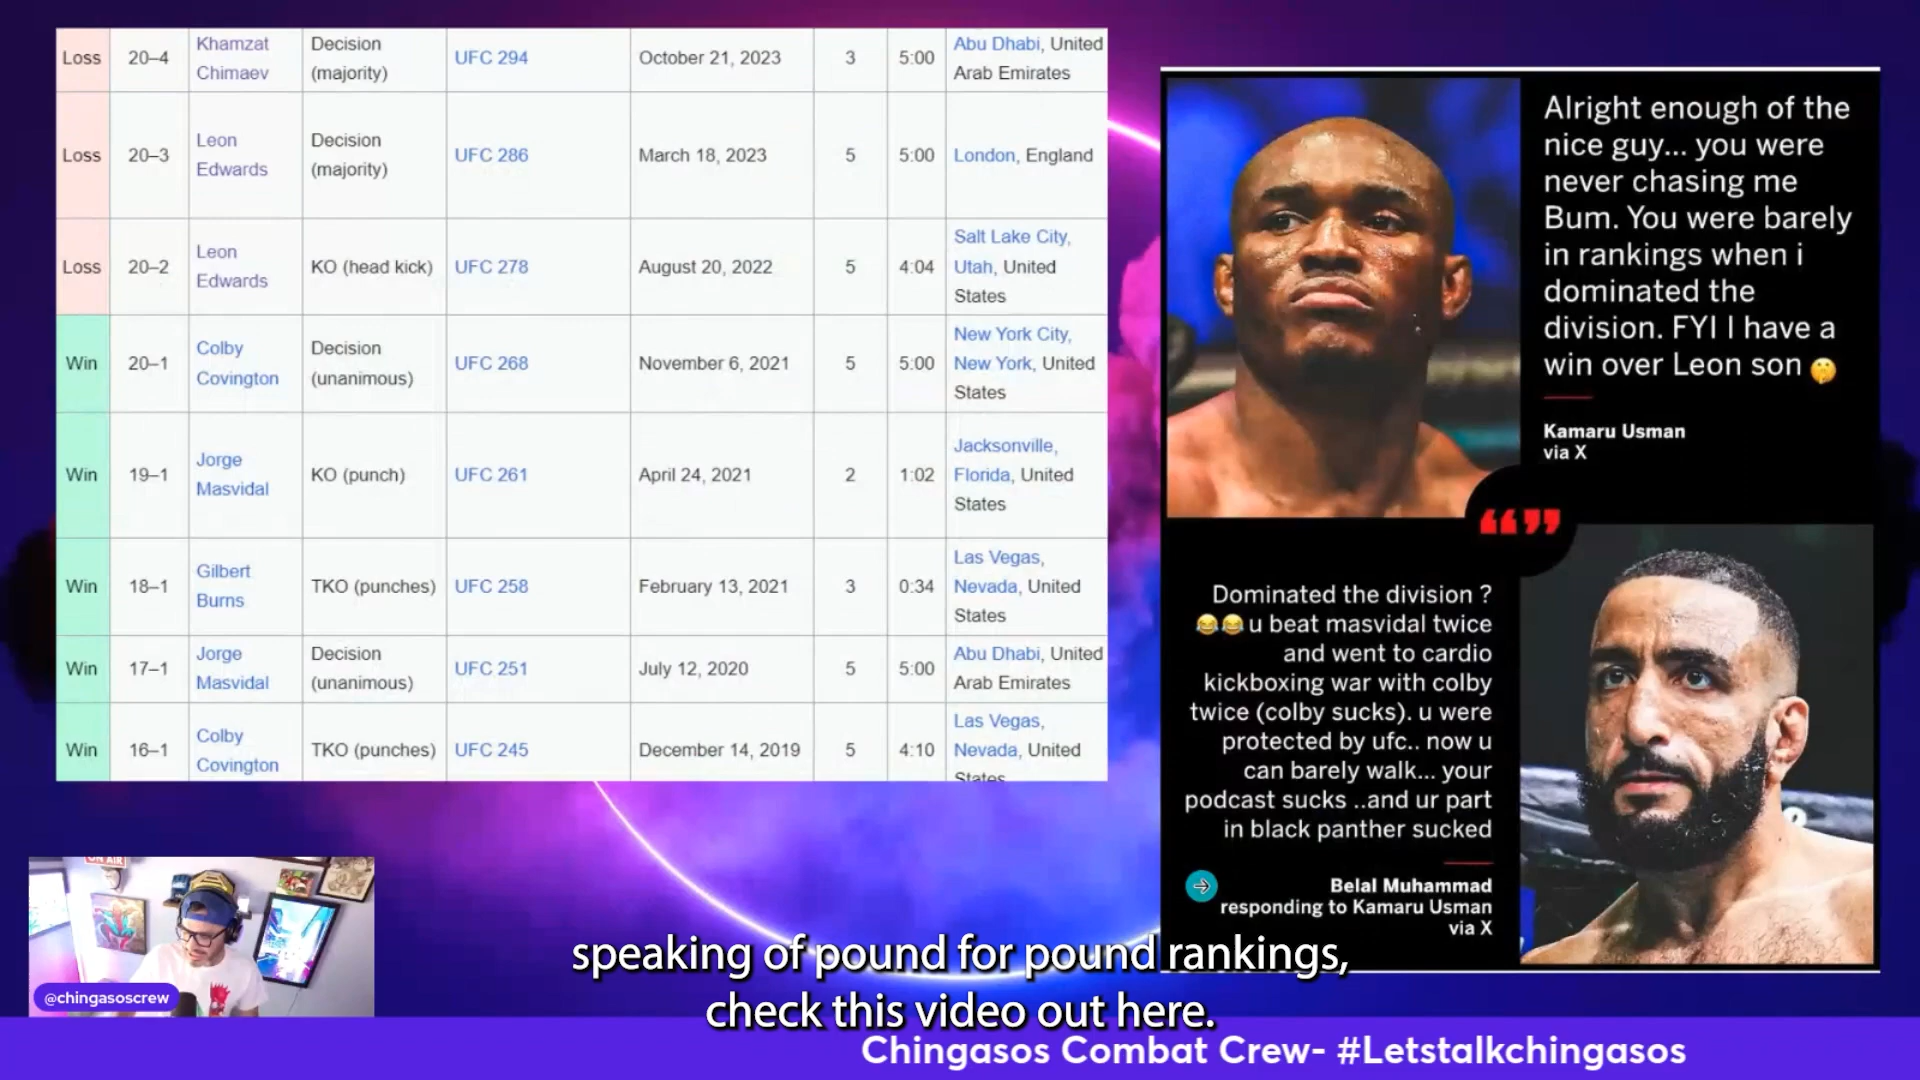 Loss 20–4 Khamzat Chimaev Decision (majority) UFC 294 October 21, 2023 3 5:00 Abu Dhabi, United Arab Emirates
Loss 20–3 Leon Edwards Decision (majority) UFC 286 March 18, 2023 5 5:00 London, England
Loss 20–2 Leon Edwards KO (head kick) UFC 278 August 20, 2022 5 4:04 Salt Lake City, Utah, United States
Win 20–1 Colby Covington Decision (unanimous) UFC 268 November 6, 2021 5 5:00 New York City, New York, United States
Win 19–1 Jorge Masvidal KO (punch) UFC 261 April 24, 2021 2 1:02 Jacksonville, Florida, United States
Win 18–1 Gilbert Burns TKO (punches) UFC 258 February 13, 2021 3 0:34 Las Vegas, Nevada, United States
Win 17–1 Jorge Masvidal Decision (unanimous) UFC 251 July 12, 2020 5 5:00 Abu Dhabi, United Arab Emirates
Win 16–1 Colby Covington TKO (punches) UFC 245 December 14, 2019 5 4:10 Las Vegas, Nevada, United States
Alright enough of the
nice guy... you were
never chasing me
Bum. You were barely
in rankings when i
dominated the
division. FYI I have a
win over Leon son 🤫
Kamaru Usman
via X
❝❞
Dominated the division ?
😂😂 u beat masvidal twice
and went to cardio
kickboxing war with colby
twice (colby sucks). u were
protected by ufc.. now u
can barely walk... your
podcast sucks ..and ur part
in black panther sucked
Belal Muhammad
responding to Kamaru Usman
via X
ON AIR
@chingasoscrew
speaking of pound for pound rankings,
check this video out here.
Chingasos Combat Crew- #Letstalkchingasos